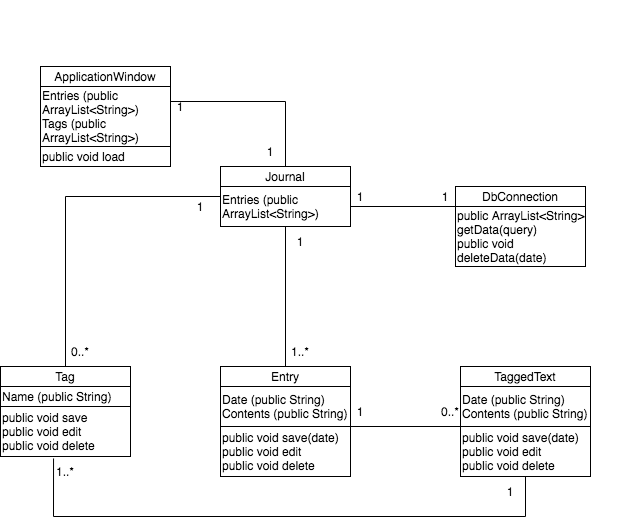 ApplicationWindow
Entries (public
ArrayList<String>)
Tags (public
ArrayList<String>)
public void load
1
1
Journal
Entries (public
ArrayList<String>)
1
1
1
1
DbConnection
public ArrayList<String>
getData(query)
public void
deleteData(date)
0..*
1..*
Tag
Name (public String)
public void save
public void edit
public void delete
1..*
Entry
Date (public String)
Contents (public String)
public void save(date)
public void edit
public void delete
1
0..*
TaggedText
Date (public String)
Contents (public String)
public void save(date)
public void edit
public void delete
1